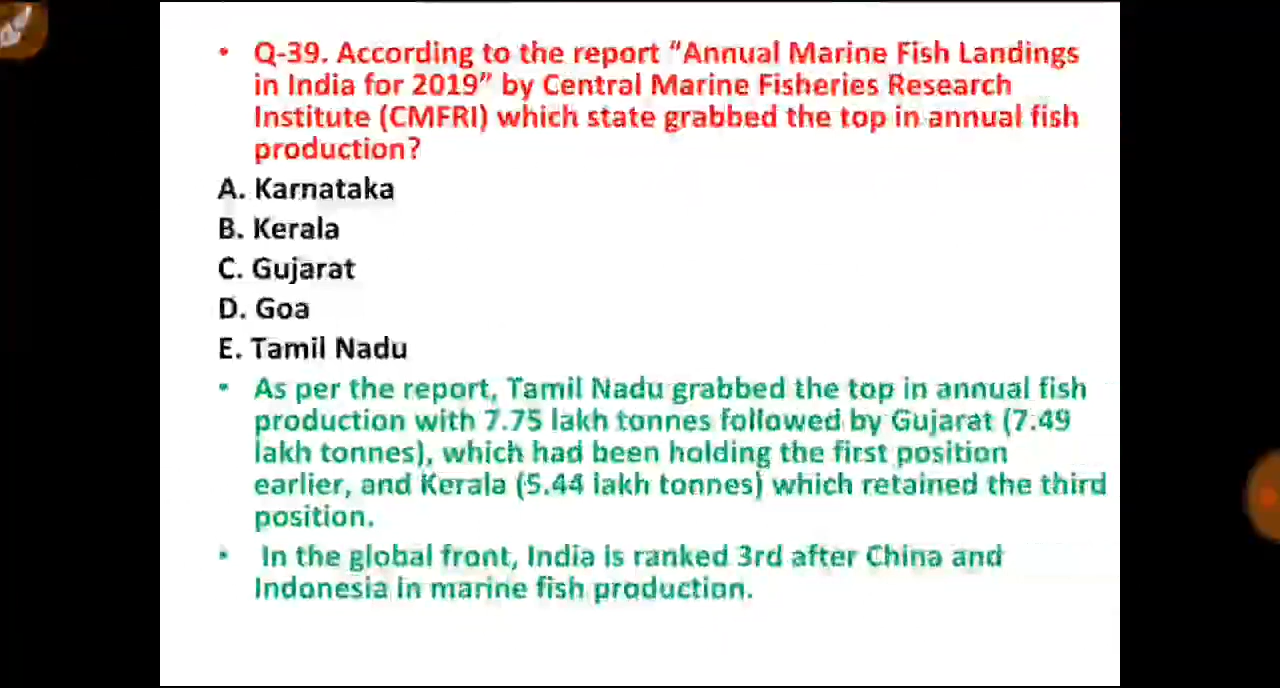 • Q-39. According to the report "Annual Marine Fish Landings
in India for 2019" by Central Marine Fisheries Research
Institute (CMFRI) which state grabbed the top in annual fish
production?
A. Karnataka
B. Kerala
C. Gujarat
D. Goa
E. Tamil Nadu
• As per the report, Tamil Nadu grabbed the top in annual fish
production with 7.75 lakh tonnes followed by Gujarat (7.49
lakh tonnes), which had been holding the first position
earlier, and Kerala (5.44 lakh tonnes) which retained the third
position.
• In the global front, India is ranked 3rd after China and
Indonesia in marine fish production.